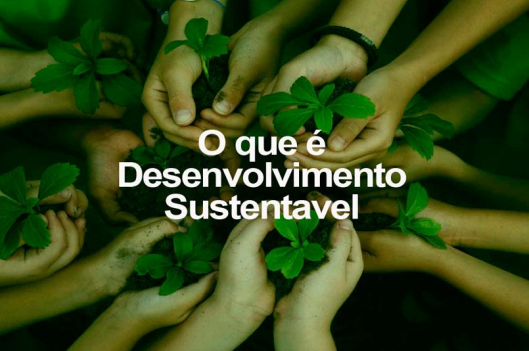 O que é
Desenvolvimento
Sustentavel